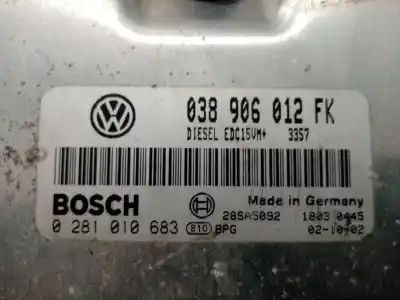 038 906 012 FK
DIESEL EDC15VM+ 3357
Made in Germany
BOSCH
28SA5092 1803 0445
0 281 010 683 810 BPG 02-10-02